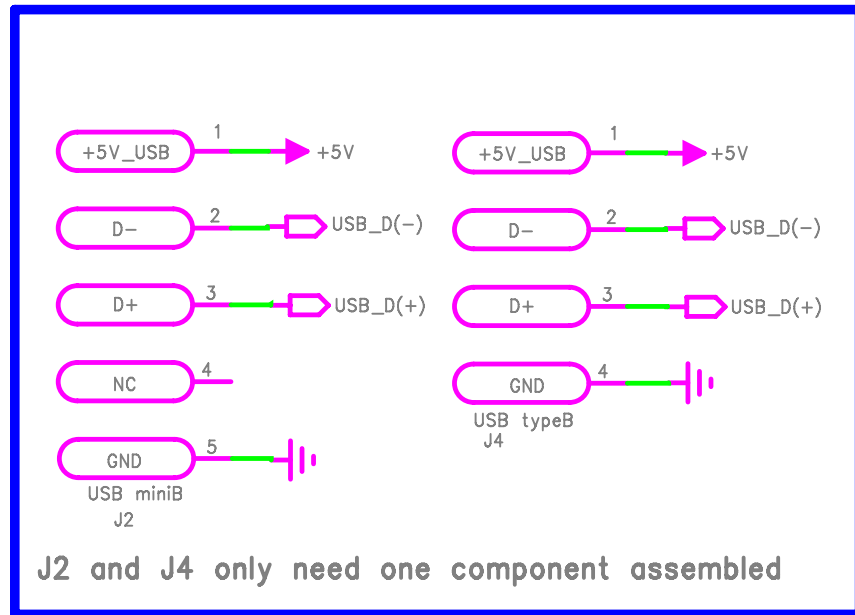 1
+5V_USB
+5V
2
D-
USB_D(-)
3
D+
USB_D(+)
4
NC
5
GND
USB miniB
J2
1
+5V_USB
+5V
2
D-
USB_D(-)
3
D+
USB_D(+)
4
GND
USB typeB
J4
J2 and J4 only need one component assembled